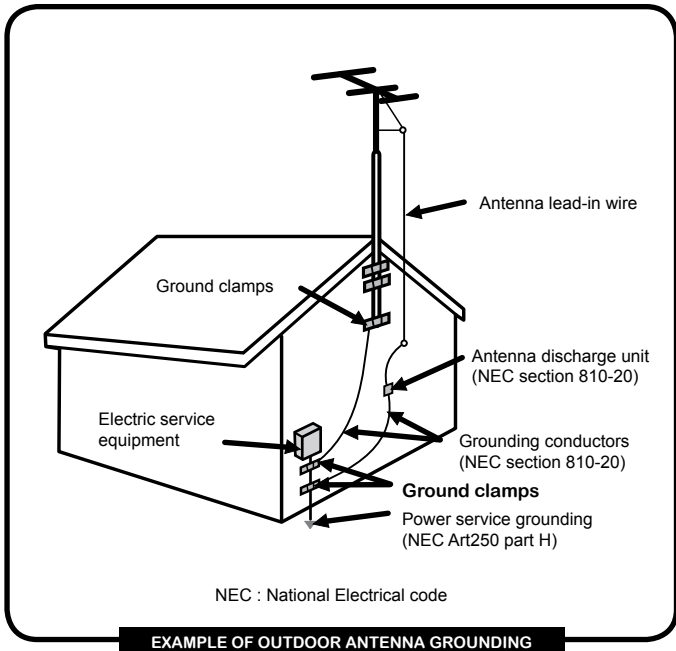 Antenna lead-in wire
Ground clamps
Antenna discharge unit
(NEC section 810-20)
Electric service
equipment
Grounding conductors
(NEC section 810-20)
Ground clamps
Power service grounding
(NEC Art250 part H)
NEC : National Electrical code
EXAMPLE OF OUTDOOR ANTENNA GROUNDING